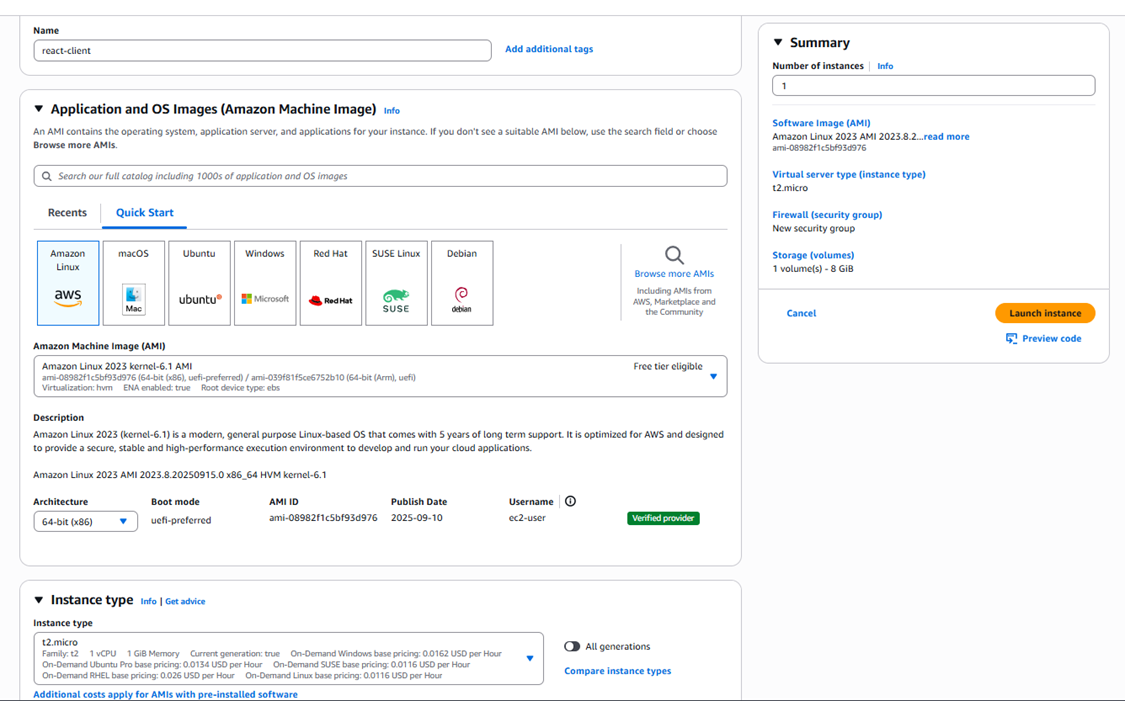 Name
react-client
Add additional tags
Application and OS Images (Amazon Machine Image) Info
An AMI contains the operating system, application server, and applications for your instance. If you don't see a suitable AMI below, use the search field or choose
Browse more AMIs.
Search our full catalog including 1000s of application and OS images
Recents
Quick Start
Amazon
Linux
aws
macOS
Mac
Ubuntu
ubuntu
Windows
Microsoft
Red Hat
Red Hat
SUSE Linux
SUSE
Debian
debian
Browse more AMIs
Including AMIs from
AWS, Marketplace and
the Community
Amazon Machine Image (AMI)
Amazon Linux 2023 kernel-6.1 AMI
Free tier eligible
ami-08982f1c5bf93d976 (64-bit (x86), uefi-preferred) / ami-039f81f5ce6752b10 (64-bit (Arm), uefi)
Virtualization: hvm ENA enabled: true Root device type: ebs
Description
Amazon Linux 2023 (kernel-6.1) is a modern, general purpose Linux-based OS that comes with 5 years of long term support. It is optimized for AWS and designed
to provide a secure, stable and high-performance execution environment to develop and run your cloud applications.
Amazon Linux 2023 AMI 2023.8.20250915.0 x86_64 HVM kernel-6.1
Architecture Boot mode AMI ID Publish Date Username
64-bit (x86) uefi-preferred ami-08982f1c5bf93d976 2025-09-10 ec2-user Verified provider
Instance type Info | Get advice
Instance type
t2.micro
Family: t2 1 vCPU 1 GiB Memory Current generation: true On-Demand Windows base pricing: 0.0162 USD per Hour
On-Demand Ubuntu Pro base pricing: 0.0134 USD per Hour On-Demand SUSE base pricing: 0.0116 USD per Hour
On-Demand RHEL base pricing: 0.026 USD per Hour On-Demand Linux base pricing: 0.0116 USD per Hour
All generations
Compare instance types
Additional costs apply for AMIs with pre-installed software
Summary
Number of instances Info
1
Software Image (AMI)
Amazon Linux 2023 AMI 2023.8.2...read more
ami-08982f1c5bf93d976
Virtual server type (instance type)
t2.micro
Firewall (security group)
New security group
Storage (volumes)
1 volume(s) - 8 GiB
Cancel
Launch instance
Preview code